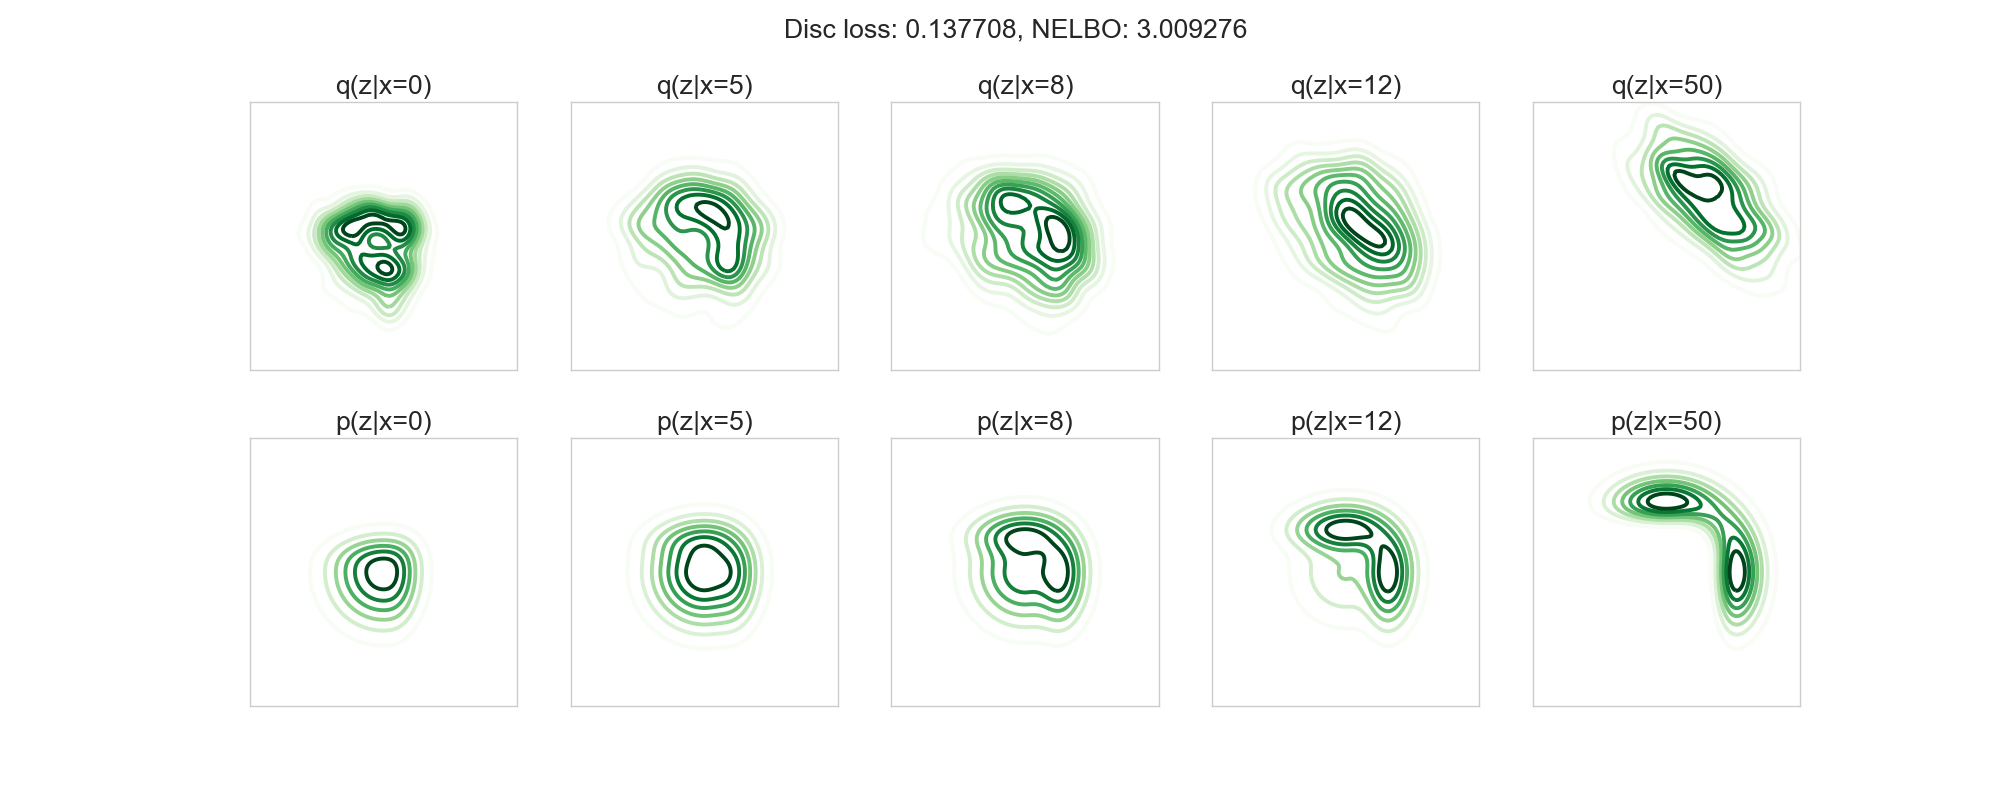 Disc loss: 0.137708, NELBO: 3.009276
q(z|x=0) q(z|x=5) q(z|x=8) q(z|x=12) q(z|x=50)
p(z|x=0) p(z|x=5) p(z|x=8) p(z|x=12) p(z|x=50)